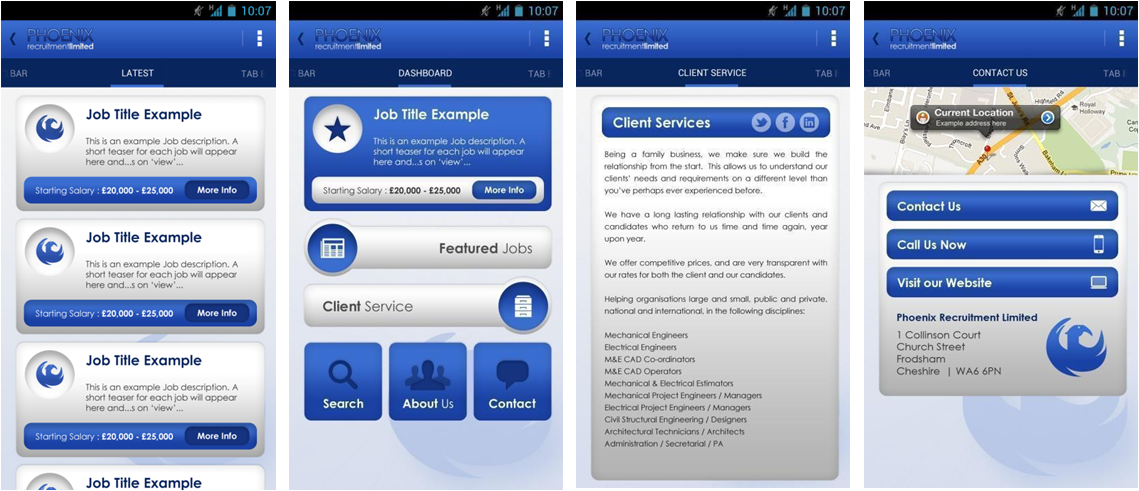 H 10:07
PHOENIX
recruitmentlimited
BAR LATEST TAB
Job Title Example
This is an example Job description. A
short teaser for each job will appear
here and...s on 'view'...
Starting Salary : £20,000 - £25,000 More Info
Job Title Example
This is an example Job description. A
short teaser for each job will appear
here and...s on 'view'...
Starting Salary : £20,000 - £25,000 More Info
Job Title Example
This is an example Job description. A
short teaser for each job will appear
here and...s on 'view'...
Starting Salary : £20,000 - £25,000 More Info
Job Title Example
H 10:07
PHOENIX
recruitmentlimited
BAR DASHBOARD TAB
Job Title Example
This is an example Job description. A
short teaser for each job will appear
here and...s on 'view'...
Starting Salary : £20,000 - £25,000 More Info
Featured Jobs
Client Service
Search About Us Contact
H 10:07
PHOENIX
recruitmentlimited
BAR CLIENT SERVICE TAB
Client Services f in
Being a family business, we make sure we build the
relationship from the start. This allows us to understand our
clients' needs and requirements on a different level than
you've perhaps ever experienced before.
We have a long lasting relationship with our clients and
candidates who return to us time and time again, year
upon year.
We offer competitive prices, and are very transparent with
our rates for both the client and our candidates.
Helping organisations large and small, public and private,
national and international, in the following disciplines:
Mechanical Engineers
Electrical Engineers
M&E CAD Co-ordinators
M&E CAD Operators
Mechanical & Electrical Estimators
Mechanical Project Engineers / Managers
Electrical Project Engineers / Managers
Civil Structural Engineering / Designers
Architectural Technicians / Architects
Administration / Secretarial / PA
H 10:07
PHOENIX
recruitmentlimited
BAR CONTACT US TAB
Highfield Rd
Royal
Holloway
Current Location
Example address here
A30
Contact Us
Call Us Now
Visit our Website
Phoenix Recruitment Limited
1 Collinson Court
Church Street
Frodsham
Cheshire | WA6 6PN